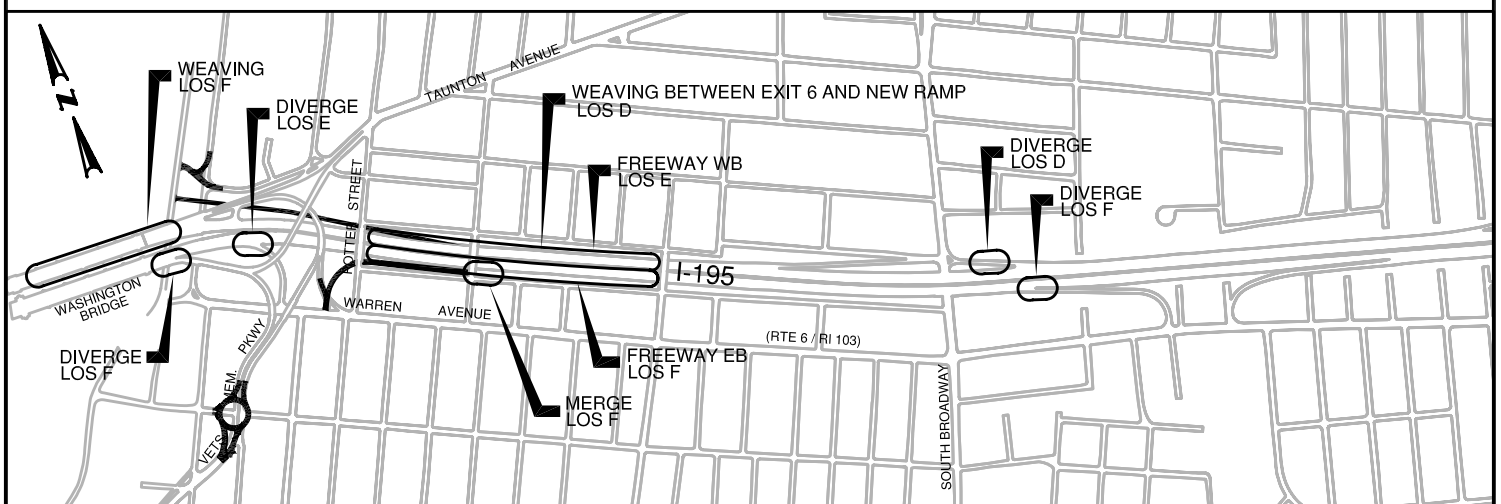 WEAVING
LOS F
DIVERGE
LOS E
TAUNTON AVENUE
WEAVING BETWEEN EXIT 6 AND NEW RAMP
LOS D
FREEWAY WB
LOS E
DIVERGE
LOS D
DIVERGE
LOS F
N
POTTER STREET
I-195
WASHINGTON
BRIDGE
WARREN AVENUE
(RTE 6 / RI 103)
DIVERGE
LOS F
FREEWAY EB
LOS F
MERGE
LOS F
VETS. MEM. PKWY
SOUTH BROADWAY